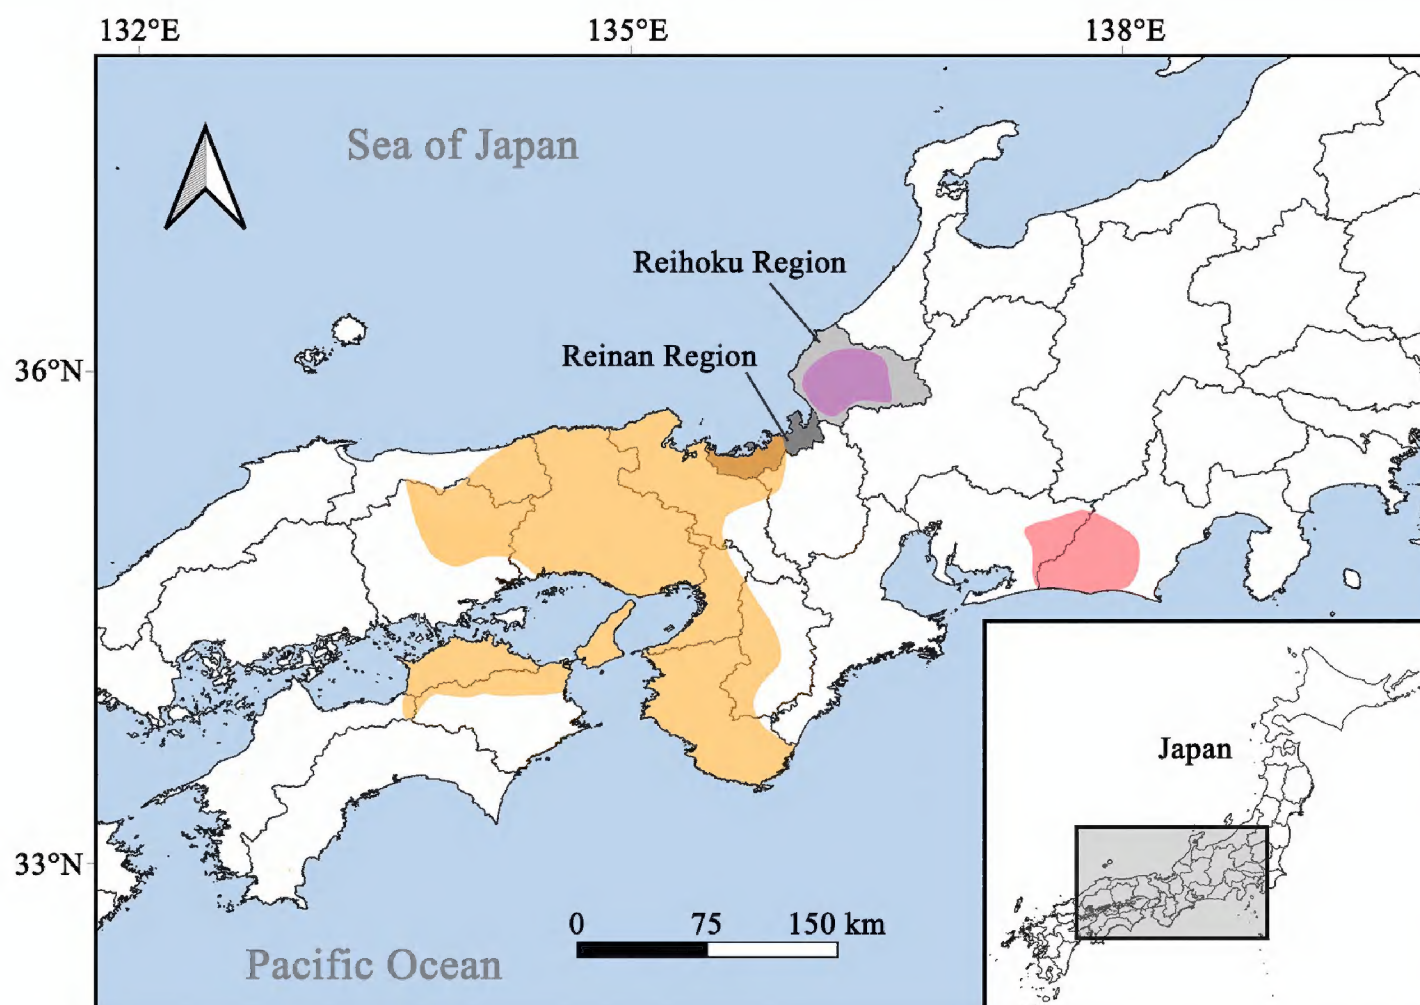 132°E 135°E 138°E
Sea of Japan
Reihoku Region
Reinan Region
36°N
Japan
33°N
0 75 150 km
Pacific Ocean